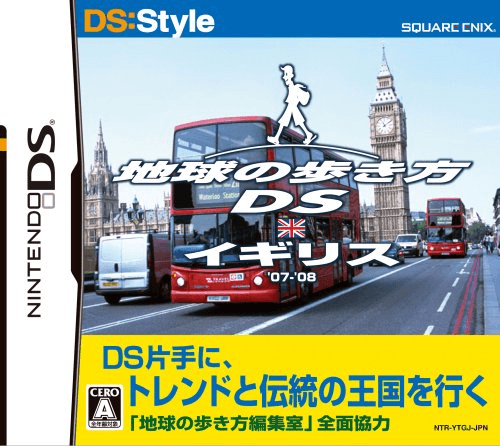 DS:Style
SQUARE ENIX®
NINTENDO DS®
地球の歩き方
DS
イギリス
'07-'08
Waterloo Station
DS片手に、
トレンドと伝統の王国を行く
「地球の歩き方編集室」全面協力
CERO
A
全年齢対象
NTR-YTGJ-JPN